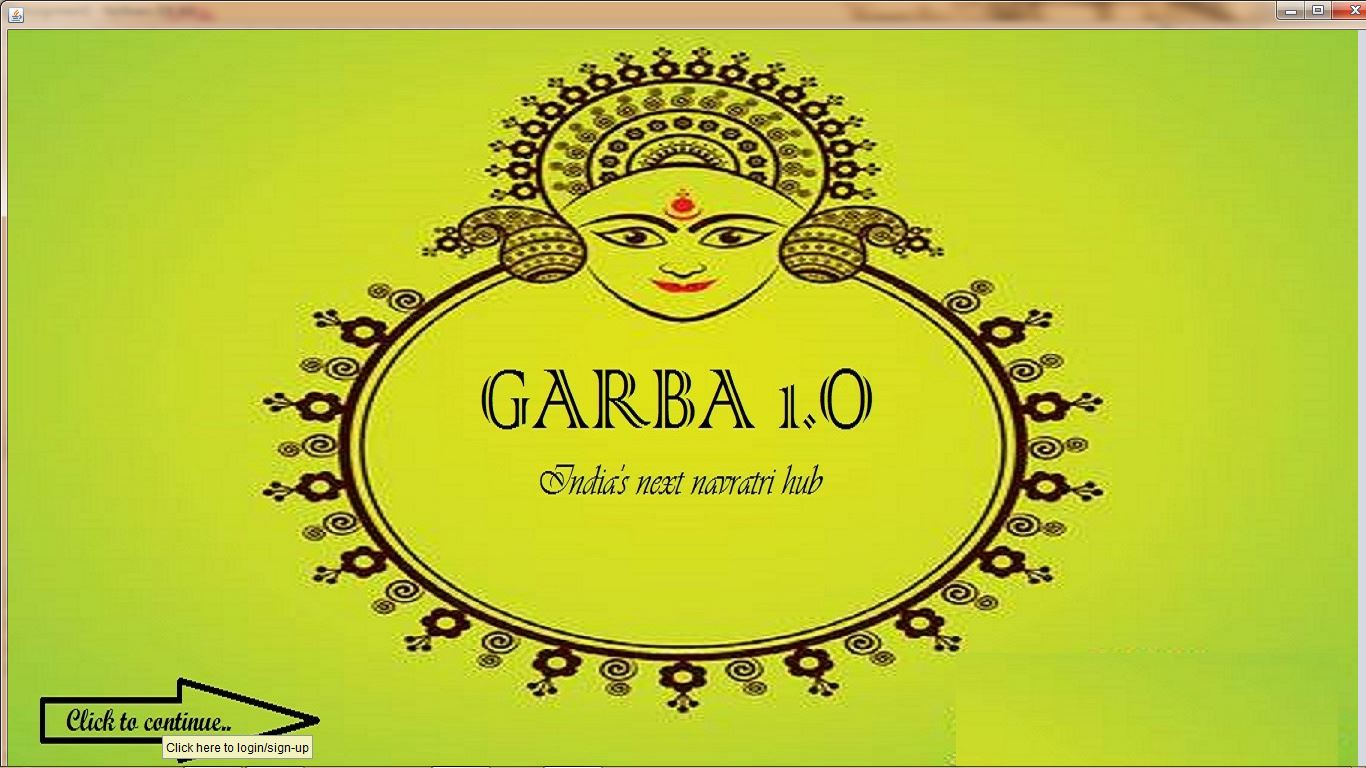 GARBA 1.0
India's next navratri hub
Click to continue..
Click here to login/sign-up